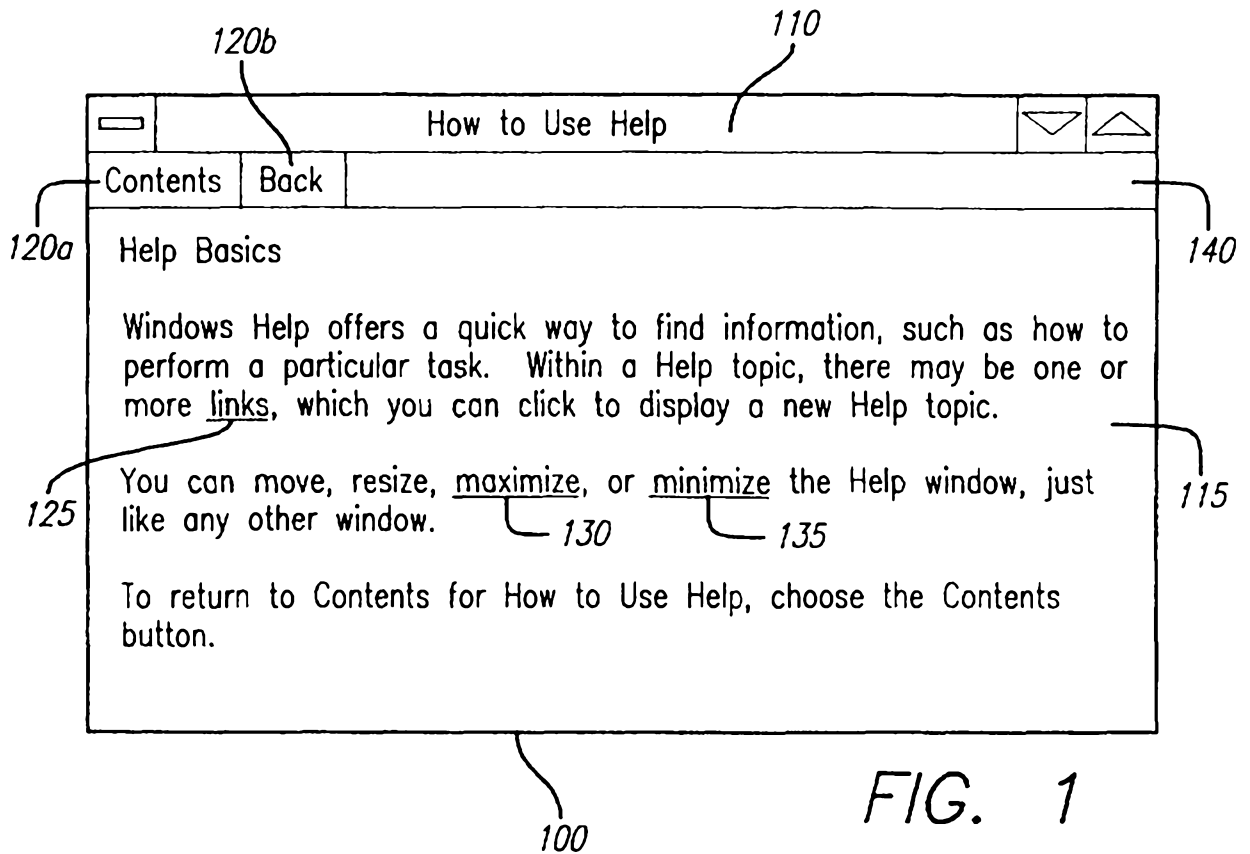 120b
110
How to Use Help
Contents Back
120a
140
Help Basics
Windows Help offers a quick way to find information, such as how to
perform a particular task. Within a Help topic, there may be one or
more links, which you can click to display a new Help topic.
125
115
You can move, resize, maximize, or minimize the Help window, just
like any other window.
130
135
To return to Contents for How to Use Help, choose the Contents
button.
100
FIG. 1